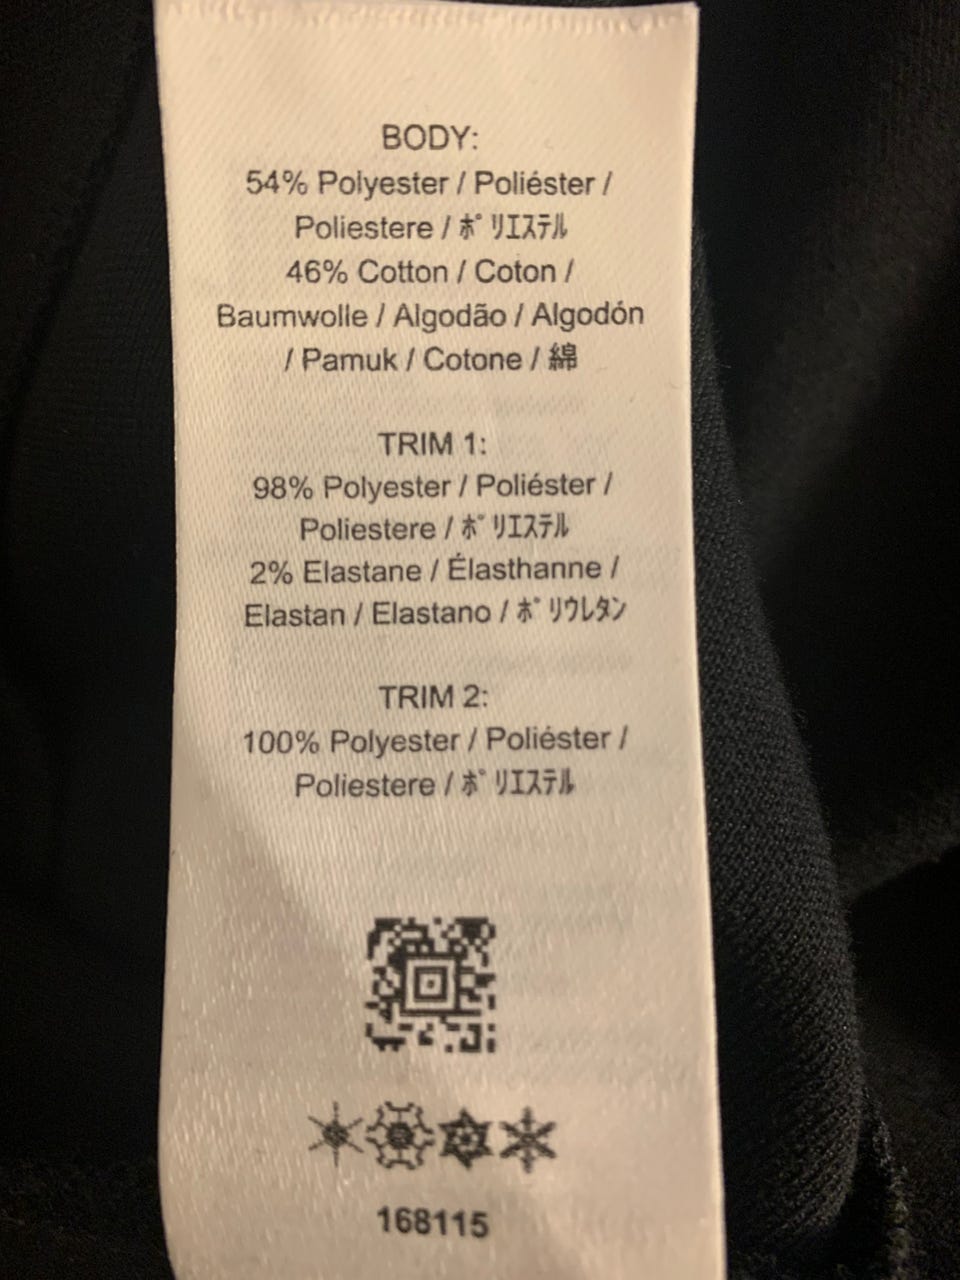 BODY:
54% Polyester / Poliéster /
Poliestere / ポリエステル
46% Cotton / Coton /
Baumwolle / Algodão / Algodón
/ Pamuk / Cotone / 綿
TRIM 1:
98% Polyester / Poliéster /
Poliestere / ポリエステル
2% Elastane / Élasthanne /
Elastan / Elastano / ポリウレタン
TRIM 2:
100% Polyester / Poliéster /
Poliestere / ポリエステル
168115